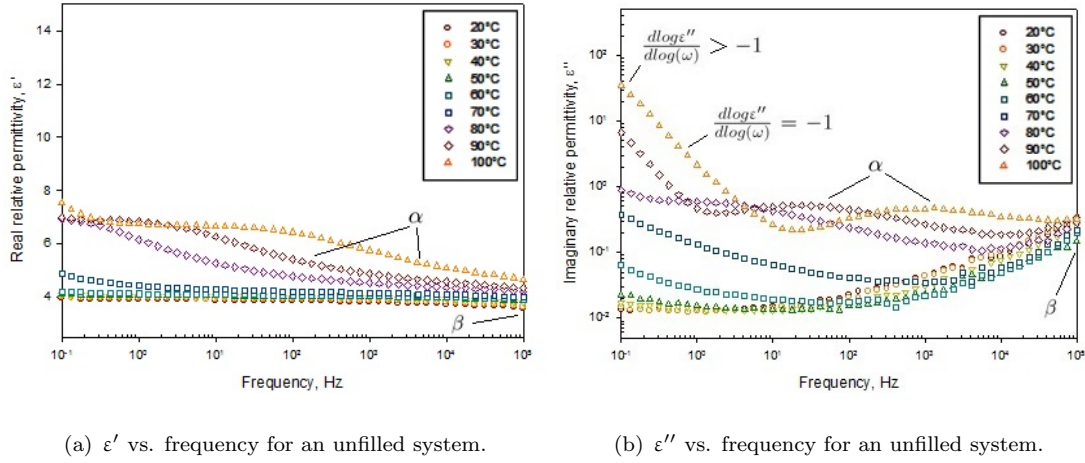 14
12
10
8
6
4
Real relative permittivity, ε'
20°C
30°C
40°C
50°C
60°C
70°C
80°C
90°C
100°C
α
β
10⁻¹ 10⁰ 10¹ 10² 10³ 10⁴ 10⁵
Frequency, Hz
(a) ε′ vs. frequency for an unfilled system.
10²
10¹
10⁰
10⁻¹
10⁻²
Imaginary relative permittivity, ε''
dlogε″/dlog(ω) > −1
dlogε″/dlog(ω) = −1
20°C
30°C
40°C
50°C
60°C
70°C
80°C
90°C
100°C
α
β
10⁻¹ 10⁰ 10¹ 10² 10³ 10⁴ 10⁵
Frequency, Hz
(b) ε″ vs. frequency for an unfilled system.